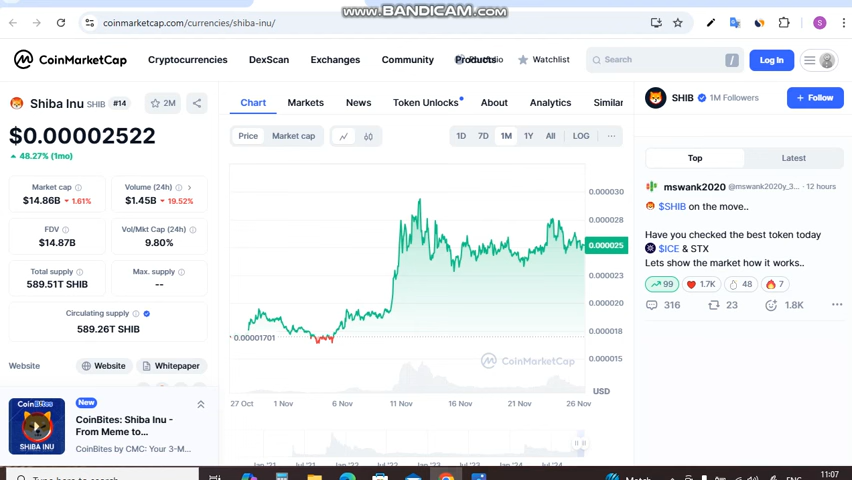 www.BANDICAM.com
coinmarketcap.com/currencies/shiba-inu/
S
CoinMarketCap
Cryptocurrencies DexScan Exchanges Community Products Portfolio Watchlist Search / Log In
Shiba Inu SHIB #14 2M
$0.00002522
48.27% (1mo)
Market cap
$14.86B 1.61%
Volume (24h)
$1.45B 19.52%
FDV
$14.87B
Vol/Mkt Cap (24h)
9.80%
Total supply
589.51T SHIB
Max. supply
--
Circulating supply
589.26T SHIB
Website Website Whitepaper
CoinBites
SHIBA INU
New
CoinBites: Shiba Inu -
From Meme to...
CoinBites by CMC: Your 3-M...
Chart Markets News Token Unlocks About Analytics Similar
Price Market cap 1D 7D 1M 1Y All LOG ...
0.000030
0.000028
0.000025
0.000023
0.000020
0.000018
0.000015
0.00001701
CoinMarketCap
USD
27 Oct 1 Nov 6 Nov 11 Nov 16 Nov 21 Nov 26 Nov
SHIB 1M Followers + Follow
Top Latest
mswank2020 @mswank2020y_3... · 12 hours
$SHIB on the move..
Have you checked the best token today
$ICE & STX
Lets show the market how it works..
99 1.7K 48 7
316 23 1.8K ...
11:07